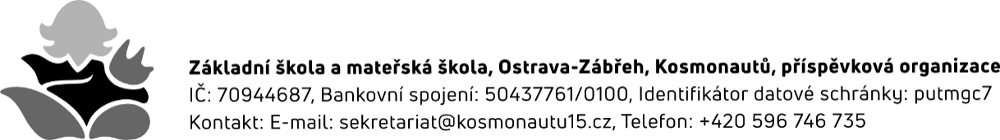 Základní škola a mateřská škola, Ostrava-Zábřeh, Kosmonautů, příspěvková organizace
IČ: 70944687, Bankovní spojení: 50437761/0100, Identifikátor datové schránky: putmgc7
Kontakt: E-mail: sekretariat@kosmonautu15.cz, Telefon: +420 596 746 735